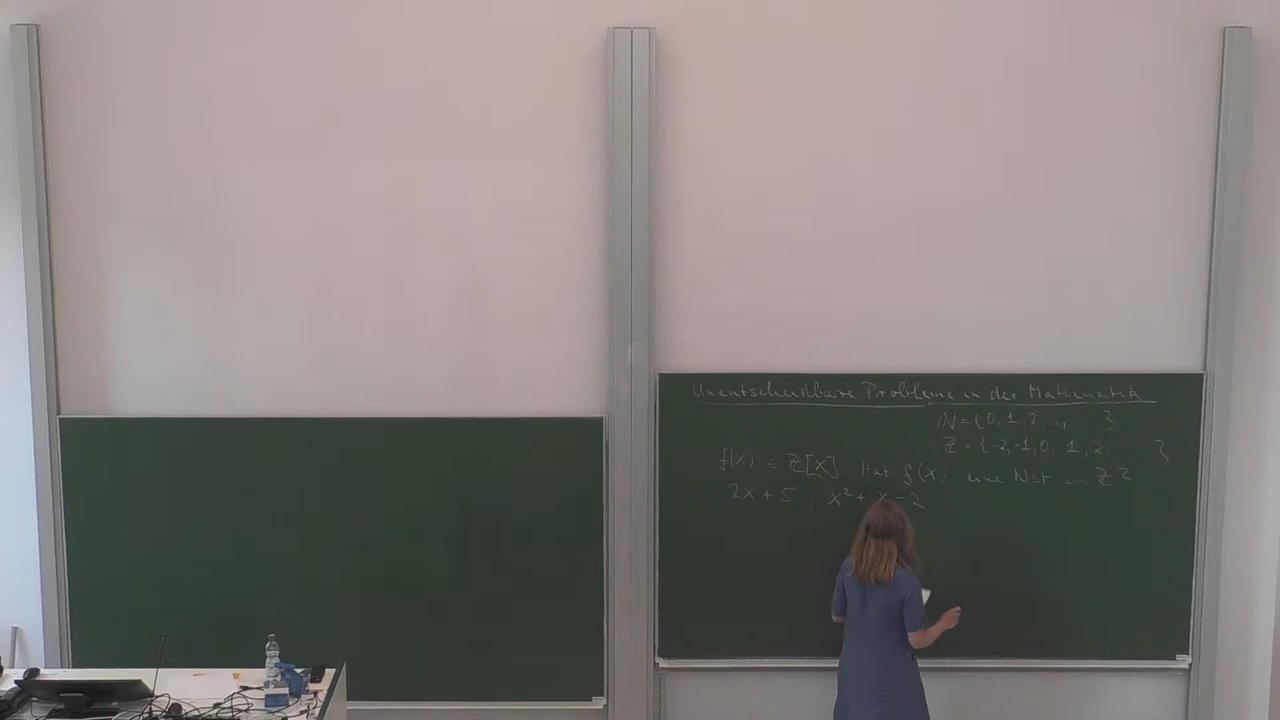 Unentscheidbare Probleme in der Mathematik
N = {0, 1, 2, ..., }
Z = {-2, -1, 0, 1, 2, }
f(X) ∈ Z[X]. Hat f(X) eine Nst in Z?
2X + 5, X² + X - 2